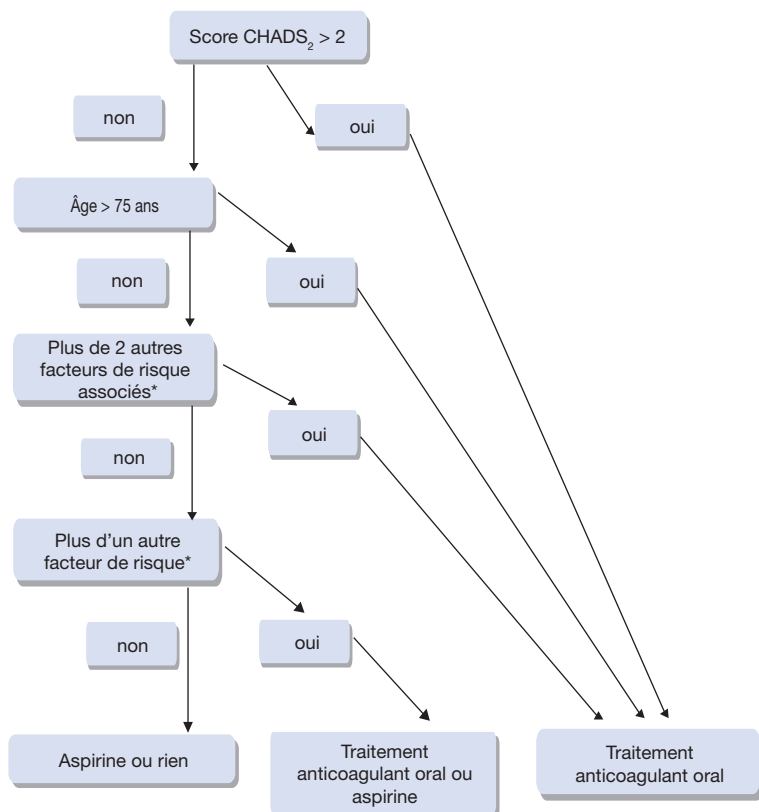 Score CHADS₂ > 2
non
oui
Âge > 75 ans
non
oui
Plus de 2 autres
facteurs de risque
associés*
non
oui
Plus d'un autre
facteur de risque*
non
oui
Aspirine ou rien
Traitement
anticoagulant oral ou
aspirine
Traitement
anticoagulant oral